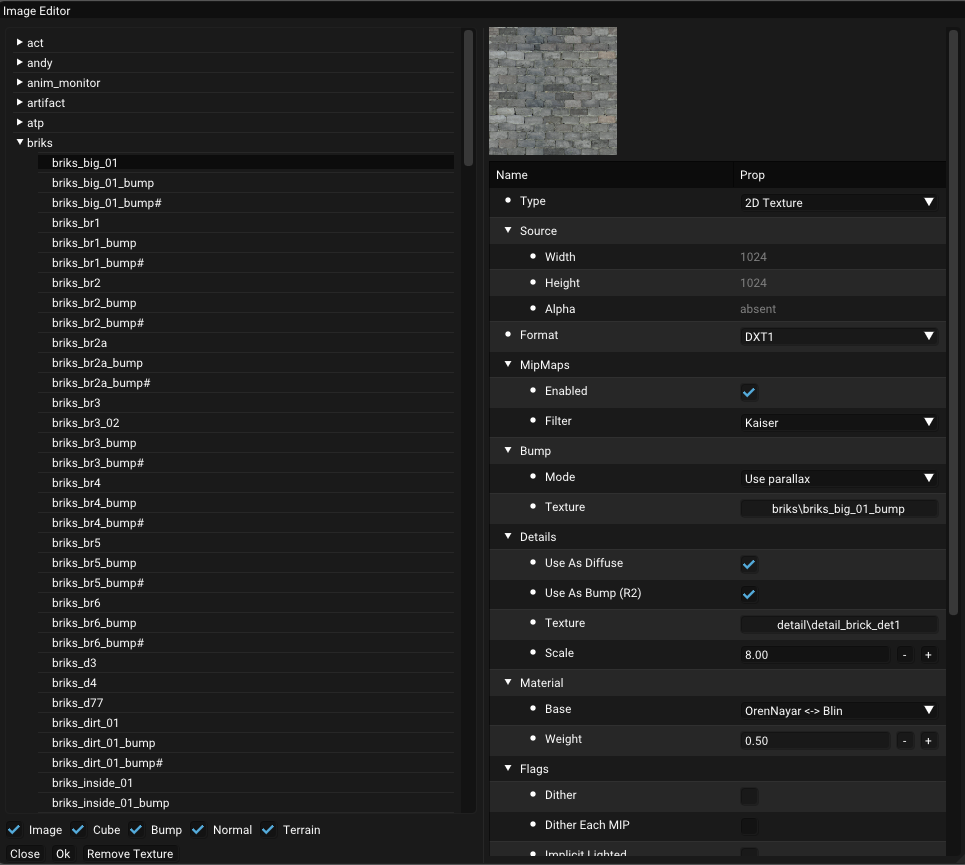 Image Editor
act
andy
anim_monitor
artifact
atp
briks
briks_big_01
briks_big_01_bump
briks_big_01_bump#
briks_br1
briks_br1_bump
briks_br1_bump#
briks_br2
briks_br2_bump
briks_br2_bump#
briks_br2a
briks_br2a_bump
briks_br2a_bump#
briks_br3
briks_br3_02
briks_br3_bump
briks_br3_bump#
briks_br4
briks_br4_bump
briks_br4_bump#
briks_br5
briks_br5_bump
briks_br5_bump#
briks_br6
briks_br6_bump
briks_br6_bump#
briks_d3
briks_d4
briks_d77
briks_dirt_01
briks_dirt_01_bump
briks_dirt_01_bump#
briks_inside_01
briks_inside_01_bump
Image Cube Bump Normal Terrain
Close Ok Remove Texture
Name Prop
Type 2D Texture
Source
Width 1024
Height 1024
Alpha absent
Format DXT1
MipMaps
Enabled
Filter Kaiser
Bump
Mode Use parallax
Texture briks\briks_big_01_bump
Details
Use As Diffuse
Use As Bump (R2)
Texture detail\detail_brick_det1
Scale 8.00 - +
Material
Base OrenNayar <-> Blin
Weight 0.50 - +
Flags
Dither
Dither Each MIP
Implicit Lighted